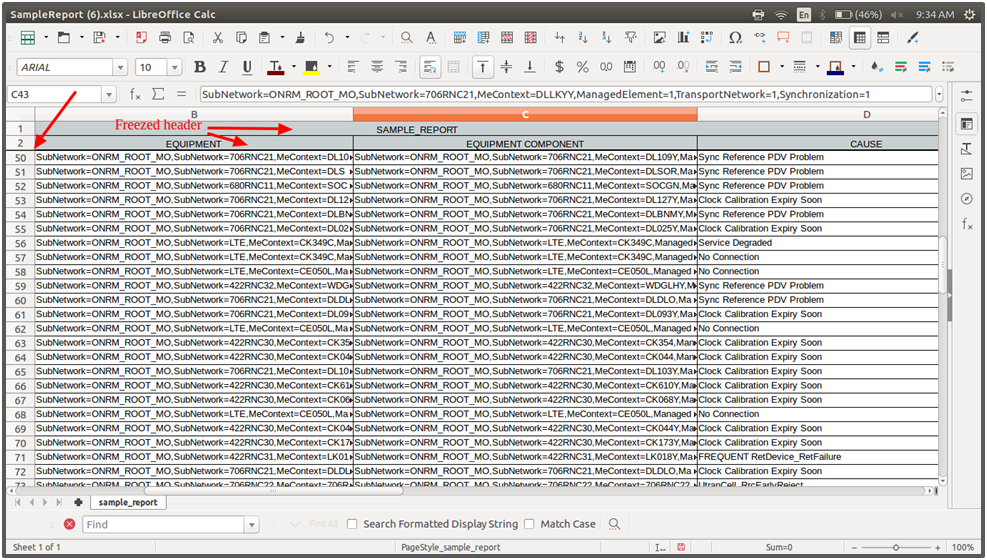 SampleReport (6).xlsx - LibreOffice Calc
En
(46%)
9:34 AM
ARIAL
10
C43
SubNetwork=ONRM_ROOT_MO,SubNetwork=706RNC21,MeContext=DLLKYY,ManagedElement=1,TransportNetwork=1,Synchronization=1
B C D
Freezed header
1 SAMPLE_REPORT
2 EQUIPMENT EQUIPMENT COMPONENT CAUSE
50 SubNetwork=ONRM_ROOT_MO,SubNetwork=706RNC21,MeContext=DL10 SubNetwork=ONRM_ROOT_MO,SubNetwork=706RNC21,MeContext=DL109Y,Ma Sync Reference PDV Problem
51 SubNetwork=ONRM_ROOT_MO,SubNetwork=706RNC21,MeContext=DLS SubNetwork=ONRM_ROOT_MO,SubNetwork=706RNC21,MeContext=DLSOR,Ma Sync Reference PDV Problem
52 SubNetwork=ONRM_ROOT_MO,SubNetwork=680RNC11,MeContext=SOC SubNetwork=ONRM_ROOT_MO,SubNetwork=680RNC11,MeContext=SOCGN,Ma Sync Reference PDV Problem
53 SubNetwork=ONRM_ROOT_MO,SubNetwork=706RNC21,MeContext=DL12 SubNetwork=ONRM_ROOT_MO,SubNetwork=706RNC21,MeContext=DL127Y,Ma Clock Calibration Expiry Soon
54 SubNetwork=ONRM_ROOT_MO,SubNetwork=706RNC21,MeContext=DLBN SubNetwork=ONRM_ROOT_MO,SubNetwork=706RNC21,MeContext=DLBNMY,M Sync Reference PDV Problem
55 SubNetwork=ONRM_ROOT_MO,SubNetwork=706RNC21,MeContext=DL02 SubNetwork=ONRM_ROOT_MO,SubNetwork=706RNC21,MeContext=DL025Y,Ma Clock Calibration Expiry Soon
56 SubNetwork=ONRM_ROOT_MO,SubNetwork=LTE,MeContext=CK349C,Ma SubNetwork=ONRM_ROOT_MO,SubNetwork=LTE,MeContext=CK349C,Managed Service Degraded
57 SubNetwork=ONRM_ROOT_MO,SubNetwork=LTE,MeContext=CK349C,Ma SubNetwork=ONRM_ROOT_MO,SubNetwork=LTE,MeContext=CK349C,Managed No Connection
58 SubNetwork=ONRM_ROOT_MO,SubNetwork=LTE,MeContext=CE050L,Ma SubNetwork=ONRM_ROOT_MO,SubNetwork=LTE,MeContext=CE050L,Managed No Connection
59 SubNetwork=ONRM_ROOT_MO,SubNetwork=422RNC32,MeContext=WDG SubNetwork=ONRM_ROOT_MO,SubNetwork=422RNC32,MeContext=WDGLHY,M Sync Reference PDV Problem
60 SubNetwork=ONRM_ROOT_MO,SubNetwork=706RNC21,MeContext=DLDL SubNetwork=ONRM_ROOT_MO,SubNetwork=706RNC21,MeContext=DLDLO,Ma Sync Reference PDV Problem
61 SubNetwork=ONRM_ROOT_MO,SubNetwork=706RNC21,MeContext=DL09 SubNetwork=ONRM_ROOT_MO,SubNetwork=706RNC21,MeContext=DL093Y,Ma Clock Calibration Expiry Soon
62 SubNetwork=ONRM_ROOT_MO,SubNetwork=LTE,MeContext=CE050L,Ma SubNetwork=ONRM_ROOT_MO,SubNetwork=LTE,MeContext=CE050L,Managed No Connection
63 SubNetwork=ONRM_ROOT_MO,SubNetwork=422RNC30,MeContext=CK35 SubNetwork=ONRM_ROOT_MO,SubNetwork=422RNC30,MeContext=CK354,Man Clock Calibration Expiry Soon
64 SubNetwork=ONRM_ROOT_MO,SubNetwork=422RNC30,MeContext=CK04 SubNetwork=ONRM_ROOT_MO,SubNetwork=422RNC30,MeContext=CK044,Man Clock Calibration Expiry Soon
65 SubNetwork=ONRM_ROOT_MO,SubNetwork=706RNC21,MeContext=DL10 SubNetwork=ONRM_ROOT_MO,SubNetwork=706RNC21,MeContext=DL103Y,Ma Clock Calibration Expiry Soon
66 SubNetwork=ONRM_ROOT_MO,SubNetwork=422RNC30,MeContext=CK61 SubNetwork=ONRM_ROOT_MO,SubNetwork=422RNC30,MeContext=CK610Y,Ma Clock Calibration Expiry Soon
67 SubNetwork=ONRM_ROOT_MO,SubNetwork=422RNC30,MeContext=CK06 SubNetwork=ONRM_ROOT_MO,SubNetwork=422RNC30,MeContext=CK068Y,Ma Clock Calibration Expiry Soon
68 SubNetwork=ONRM_ROOT_MO,SubNetwork=LTE,MeContext=CE050L,Ma SubNetwork=ONRM_ROOT_MO,SubNetwork=LTE,MeContext=CE050L,Managed No Connection
69 SubNetwork=ONRM_ROOT_MO,SubNetwork=422RNC30,MeContext=CK04 SubNetwork=ONRM_ROOT_MO,SubNetwork=422RNC30,MeContext=CK044Y,Ma Clock Calibration Expiry Soon
70 SubNetwork=ONRM_ROOT_MO,SubNetwork=422RNC30,MeContext=CK17 SubNetwork=ONRM_ROOT_MO,SubNetwork=422RNC30,MeContext=CK173Y,Ma Clock Calibration Expiry Soon
71 SubNetwork=ONRM_ROOT_MO,SubNetwork=422RNC31,MeContext=LK01 SubNetwork=ONRM_ROOT_MO,SubNetwork=422RNC31,MeContext=LK018Y,Ma FREQUENT RetDevice_RetFailure
72 SubNetwork=ONRM_ROOT_MO,SubNetwork=706RNC21,MeContext=DLDL SubNetwork=ONRM_ROOT_MO,SubNetwork=706RNC21,MeContext=DLDLO,Ma Clock Calibration Expiry Soon
73 SubNetwork=ONRM_ROOT_MO,SubNetwork=706RNC22,MeContext=706R SubNetwork=ONRM_ROOT_MO,SubNetwork=706RNC22,MeContext=706RNC22 UtranCell_RrcEarlyReject
sample_report
Find Find All Search Formatted Display String Match Case
Sheet 1 of 1 PageStyle_sample_report Sum=0 100%